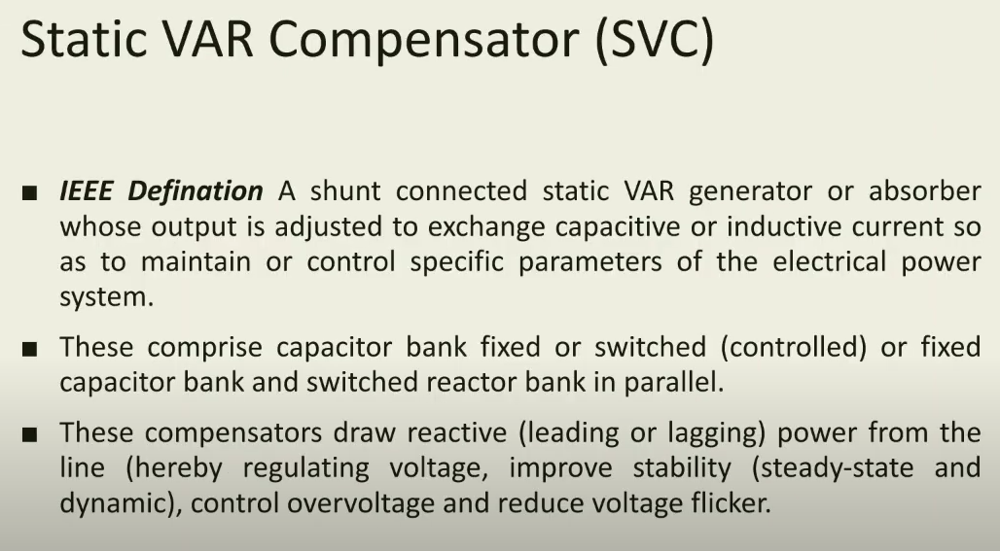 Static VAR Compensator (SVC)
▪ IEEE Defination A shunt connected static VAR generator or absorber
whose output is adjusted to exchange capacitive or inductive current so
as to maintain or control specific parameters of the electrical power
system.
▪ These comprise capacitor bank fixed or switched (controlled) or fixed
capacitor bank and switched reactor bank in parallel.
▪ These compensators draw reactive (leading or lagging) power from the
line (hereby regulating voltage, improve stability (steady-state and
dynamic), control overvoltage and reduce voltage flicker.